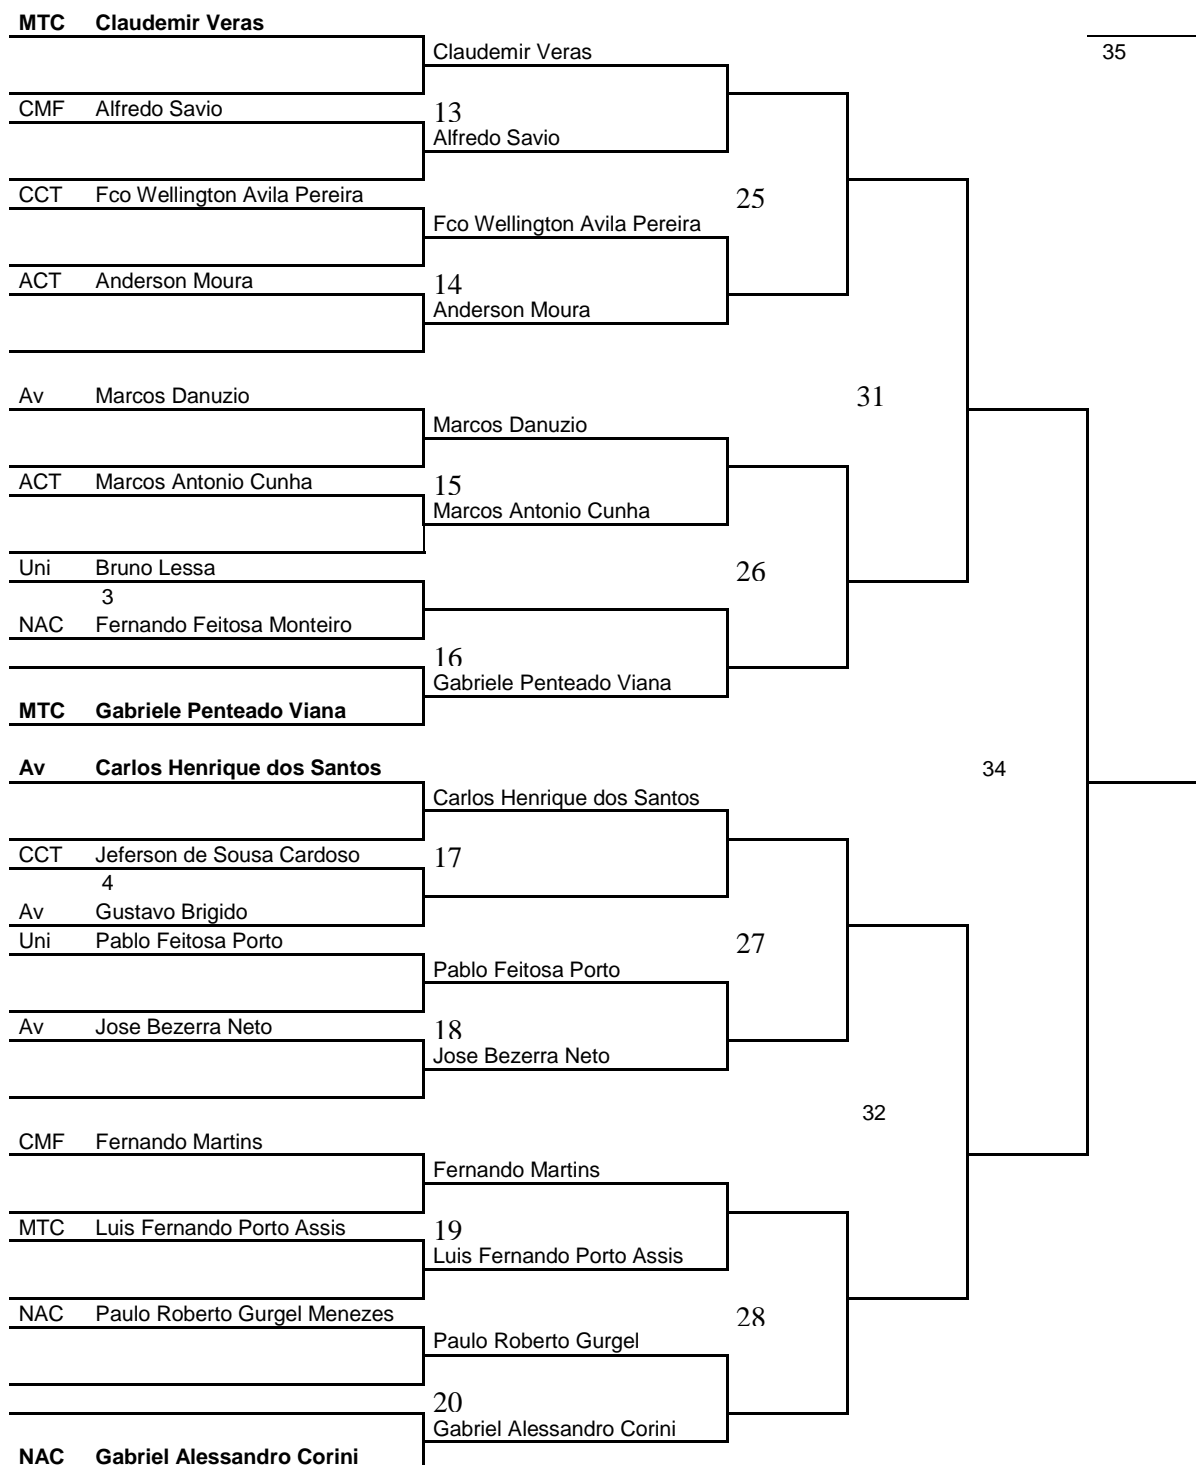 MTC Claudemir Veras
Claudemir Veras
35
CMF Alfredo Savio
13
Alfredo Savio
CCT Fco Wellington Avila Pereira
25
Fco Wellington Avila Pereira
ACT Anderson Moura
14
Anderson Moura
Av Marcos Danuzio
31
Marcos Danuzio
ACT Marcos Antonio Cunha
15
Marcos Antonio Cunha
Uni Bruno Lessa
26
3
NAC Fernando Feitosa Monteiro
16
Gabriele Penteado Viana
MTC Gabriele Penteado Viana
Av Carlos Henrique dos Santos
34
Carlos Henrique dos Santos
CCT Jeferson de Sousa Cardoso
17
4
Av Gustavo Brigido
Uni Pablo Feitosa Porto
27
Pablo Feitosa Porto
Av Jose Bezerra Neto
18
Jose Bezerra Neto
32
CMF Fernando Martins
Fernando Martins
MTC Luis Fernando Porto Assis
19
Luis Fernando Porto Assis
NAC Paulo Roberto Gurgel Menezes
28
Paulo Roberto Gurgel
20
Gabriel Alessandro Corini
NAC Gabriel Alessandro Corini